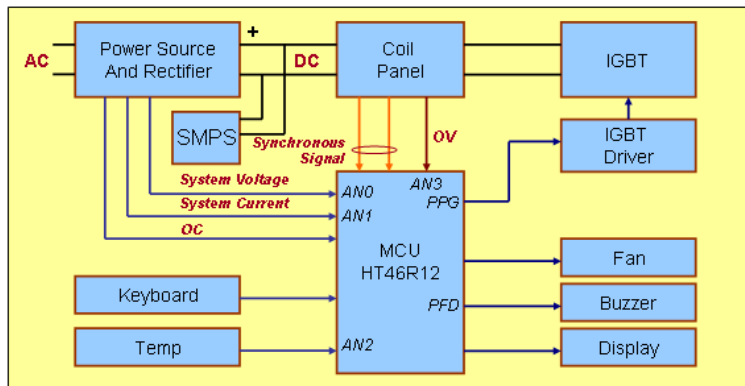 AC
Power Source
And Rectifier
+
DC
Coil
Panel
IGBT
SMPS
Synchronous
Signal
OV
IGBT
Driver
System Voltage
AN0
AN3
PPG
System Current
AN1
OC
MCU
HT46R12
Fan
Keyboard
PFD
Buzzer
Temp
AN2
Display